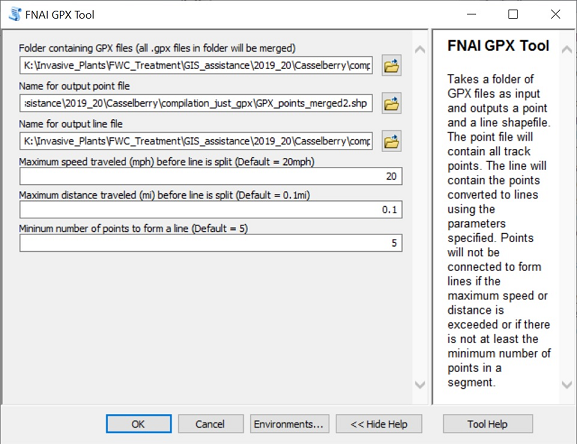 FNAI GPX Tool
Folder containing GPX files (all .gpx files in folder will be merged)
K:\Invasive_Plants\FWC_Treatment\GIS_assistance\2019_20\Casselberry\comp
Name for output point file
sistance\2019_20\Casselberry\compilation_just_gpx\GPX_points_merged2.shp
Name for output line file
K:\Invasive_Plants\FWC_Treatment\GIS_assistance\2019_20\Casselberry\comp
Maximum speed traveled (mph) before line is split (Default = 20mph)
20
Maximum distance traveled (mi) before line is split (Default = 0.1mi)
0.1
Mininum number of points to form a line (Default = 5)
5
FNAI GPX Tool
Takes a folder of
GPX files as input
and outputs a point
and a line shapefile.
The point file will
contain all track
points. The line will
contain the points
converted to lines
using the
parameters
specified. Points
will not be
connected to form
lines if the
maximum speed or
distance is
exceeded or if there
is not at least the
minimum number of
points in a
segment.
OK
Cancel
Environments...
<< Hide Help
Tool Help